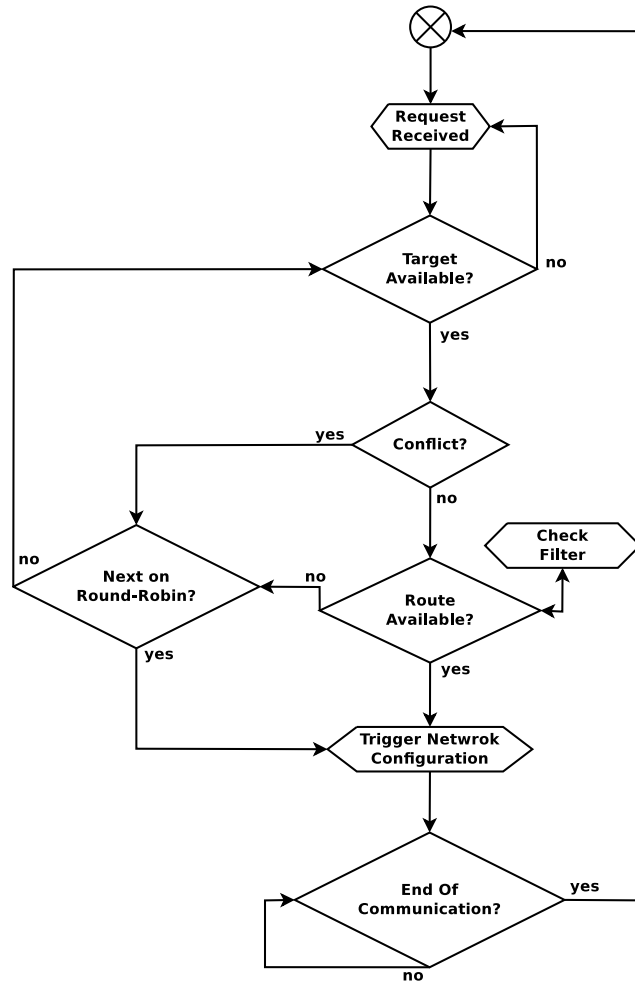 Request
Received
Target
Available?
no
yes
Conflict?
yes
no
Check
Filter
no
Next on
Round-Robin?
no
Route
Available?
yes
yes
Trigger Netwrok
Configuration
End Of
Communication?
yes
no